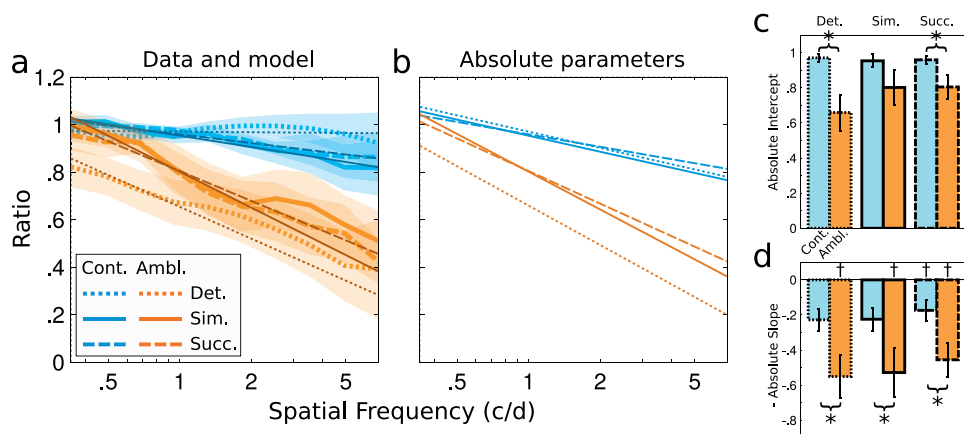 a
Data and model
Ratio
1.2
1
.8
.6
.4
.2
0
Cont. Ambl.
Det.
Sim.
Succ.
.5
1
2
5
b
Absolute parameters
.5
1
2
5
Spatial Frequency (c/d)
c
Det.
Sim.
Succ.
*
*
Absolute Intercept
1
.8
.6
.4
.2
0
Cont.
Ambl.
d
† † † †
- Absolute Slope
0
-.2
-.4
-.6
-.8
*
*
*